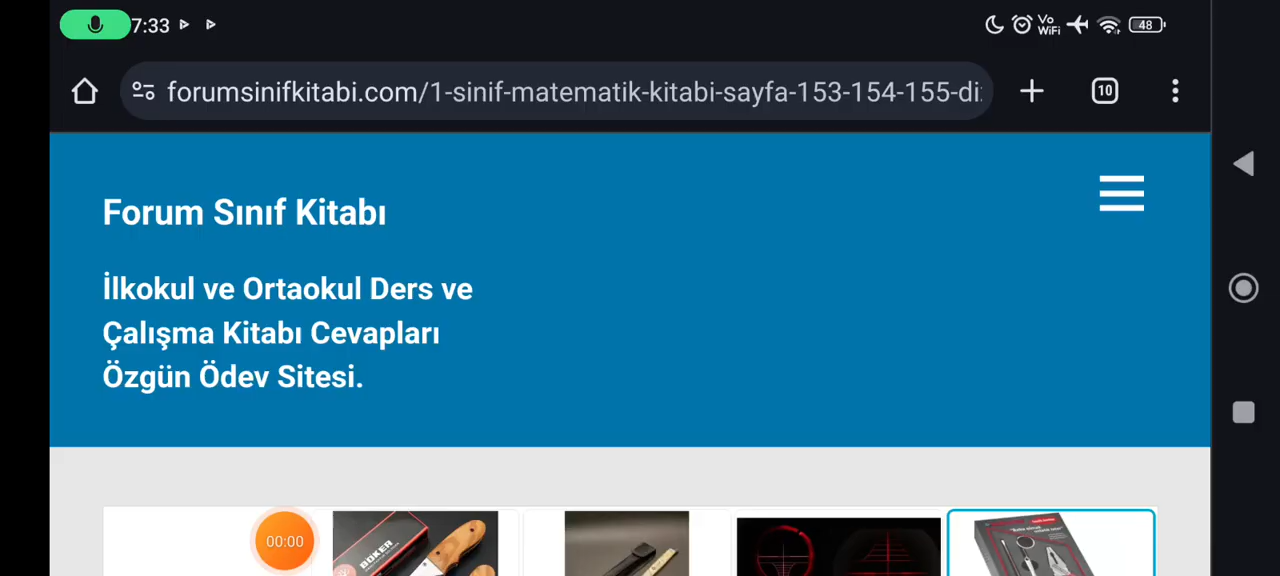 7:33
Vo
WiFi
48
forumsinifkitabi.com/1-sinif-matematik-kitabi-sayfa-153-154-155-di
10
Forum Sınıf Kitabı
İlkokul ve Ortaokul Ders ve
Çalışma Kitabı Cevapları
Özgün Ödev Sitesi.
00:00
BOKER